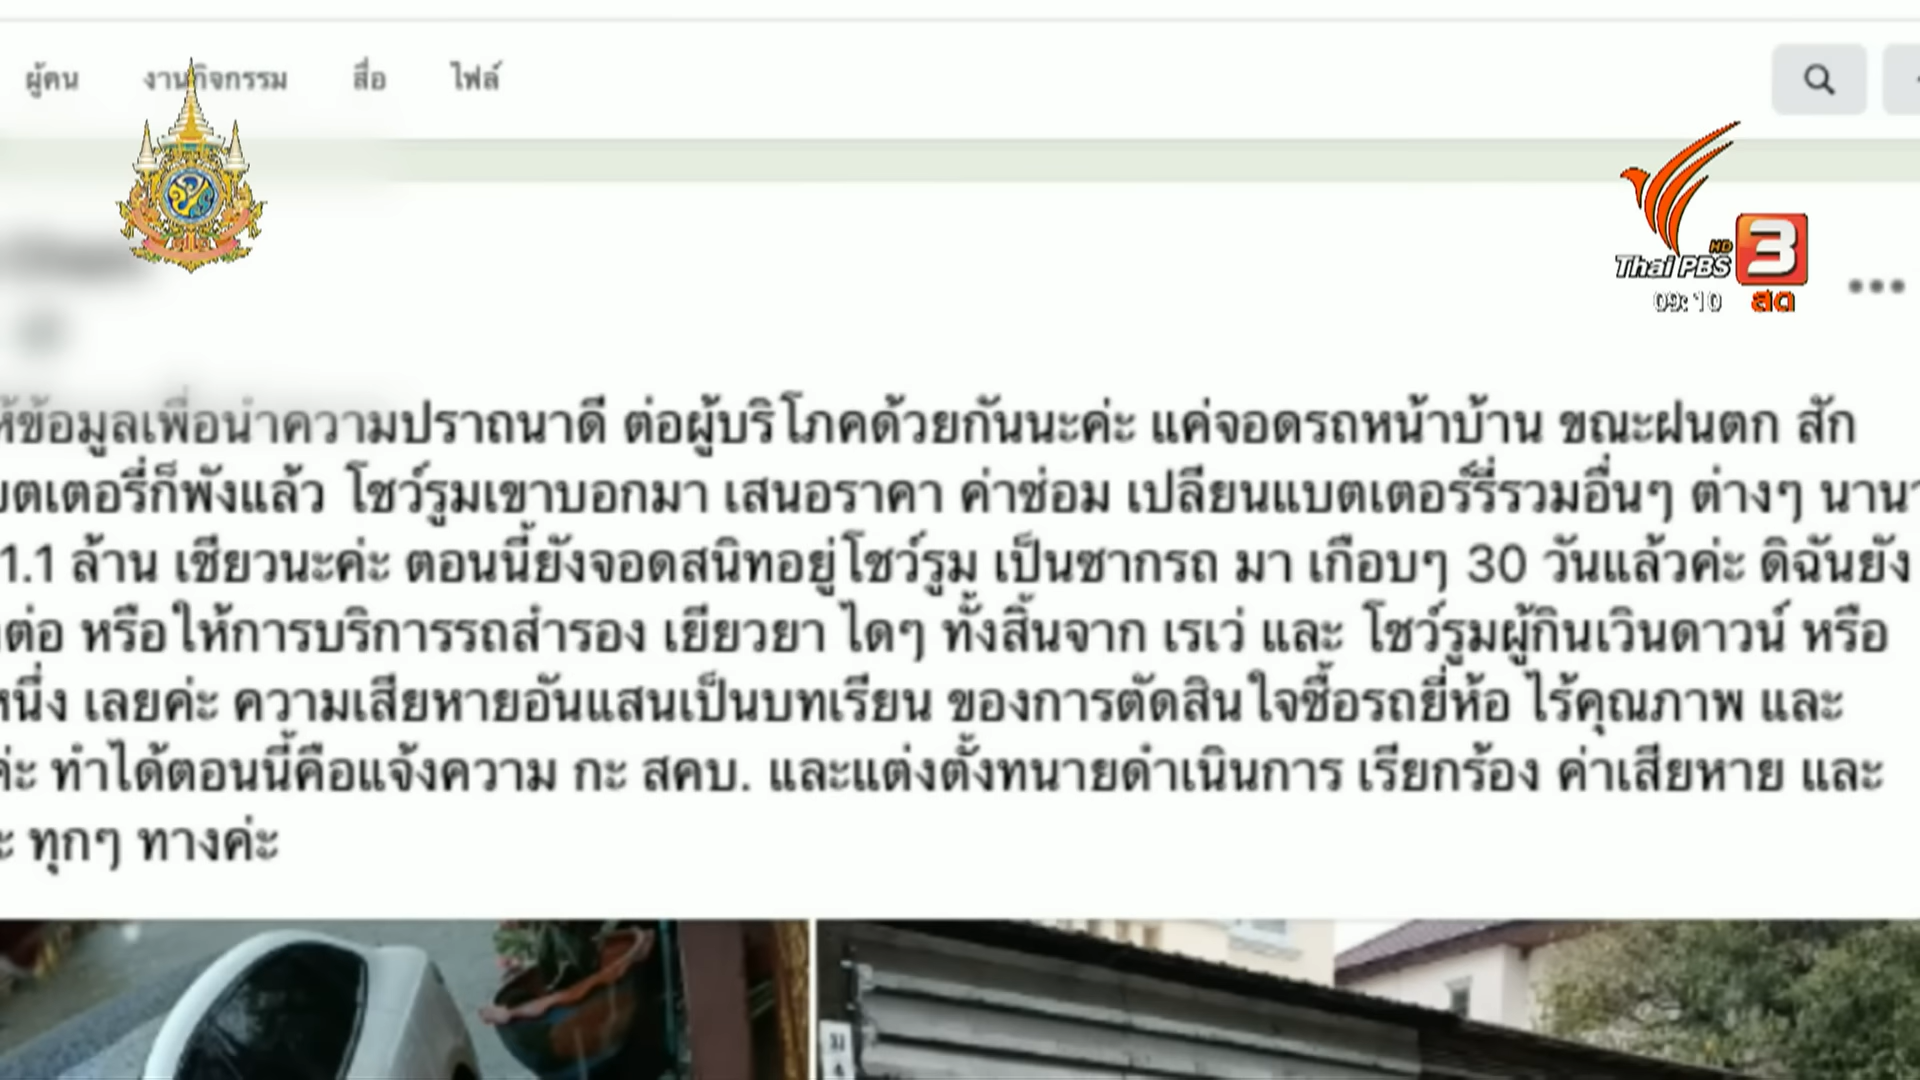 ผู้คน งานกิจกรรม สื่อ ไฟล์
HD
Thai PBS 3
09:10 สด
ให้ข้อมูลเพื่อนำความปราถนาดี ต่อผู้บริโภคด้วยกันนะค่ะ แค่จอดรถหน้าบ้าน ขณะฝนตก สัก
บตเตอรี่ก็พังแล้ว โชว์รูมเขาบอกมา เสนอราคา ค่าซ่อม เปลียนแบตเตอร์รี่รวมอื่นๆ ต่างๆ นานา
1.1 ล้าน เชียวนะค่ะ ตอนนี้ยังจอดสนิทอยู่โชว์รูม เป็นซากรถ มา เกือบๆ 30 วันแล้วค่ะ ดิฉันยัง
ต่อ หรือให้การบริการรถสำรอง เยียวยา ไดๆ ทั้งสิ้นจาก เรเว่ และ โชว์รูมผู้กินเวินดาวน์ หรือ
หนึ่ง เลยค่ะ ความเสียหายอันแสนเป็นบทเรียน ของการตัดสินใจซื้อรถยี่ห้อ ไร้คุณภาพ และ
ค่ะ ทำได้ตอนนี้คือแจ้งความ กะ สคบ. และแต่งตั้งทนายดำเนินการ เรียกร้อง ค่าเสียหาย และ
ทุกๆ ทางค่ะ